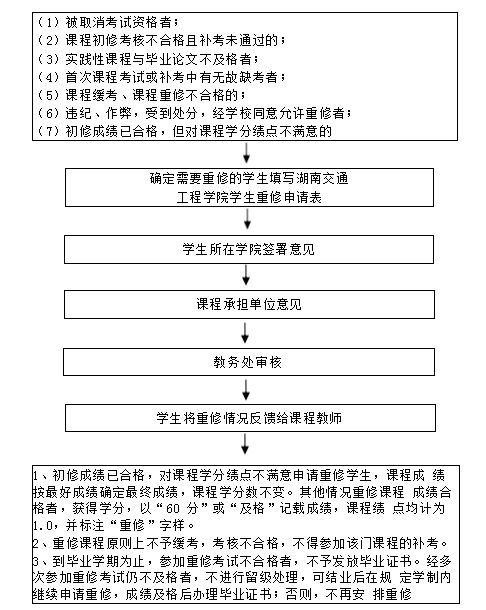 （1）被取消考试资格者；
（2）课程初修考核不合格且补考未通过的；
（3）实践性课程与毕业论文不及格者；
（4）首次课程考试或补考中有无故缺考者；
（5）课程缓考、课程重修不合格的；
（6）违纪、作弊，受到处分，经学校同意允许重修者；
（7）初修成绩已合格，但对课程学分绩点不满意的
确定需要重修的学生填写湖南交通
工程学院学生重修申请表
学生所在学院签署意见
课程承担单位意见
教务处审核
学生将重修情况反馈给课程教师
1、初修成绩已合格，对课程学分绩点不满意申请重修学生，课程成 绩
按最好成绩确定最终成绩，课程学分数不变。其他情况重修课程 成绩合
格者，获得学分，以“60 分”或“及格”记载成绩，课程绩 点均计为
1.0，并标注“重修”字样。
2、重修课程原则上不予缓考，考核不合格，不得参加该门课程的补考。
3、到毕业学期为止，参加重修考试不合格者，不予发放毕业证书。经多
次参加重修考试仍不及格者，不进行留级处理，可结业后在规 定学制内
继续申请重修，成绩及格后办理毕业证书；否则，不再安 排重修